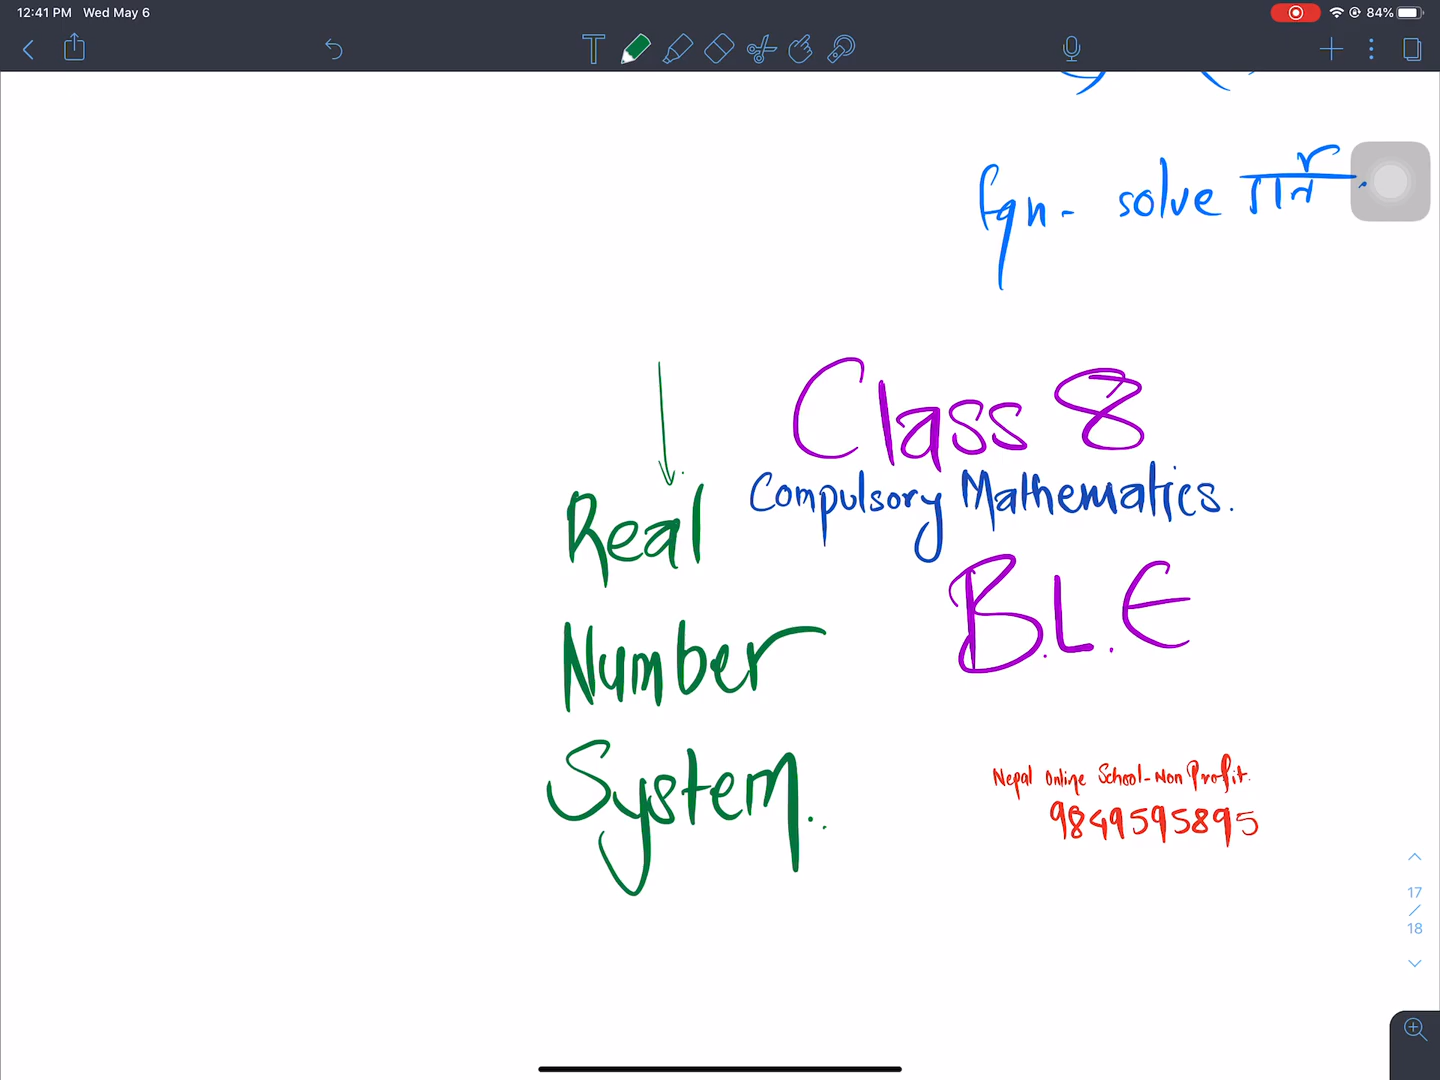 12:41 PM Wed May 6
84%
Eqn - solve गर्न
Class 8
Compulsory Mathematics.
B.L.E
Real
Number
System.
Nepal Online School-Non Profit.
9849595895
17
/
18